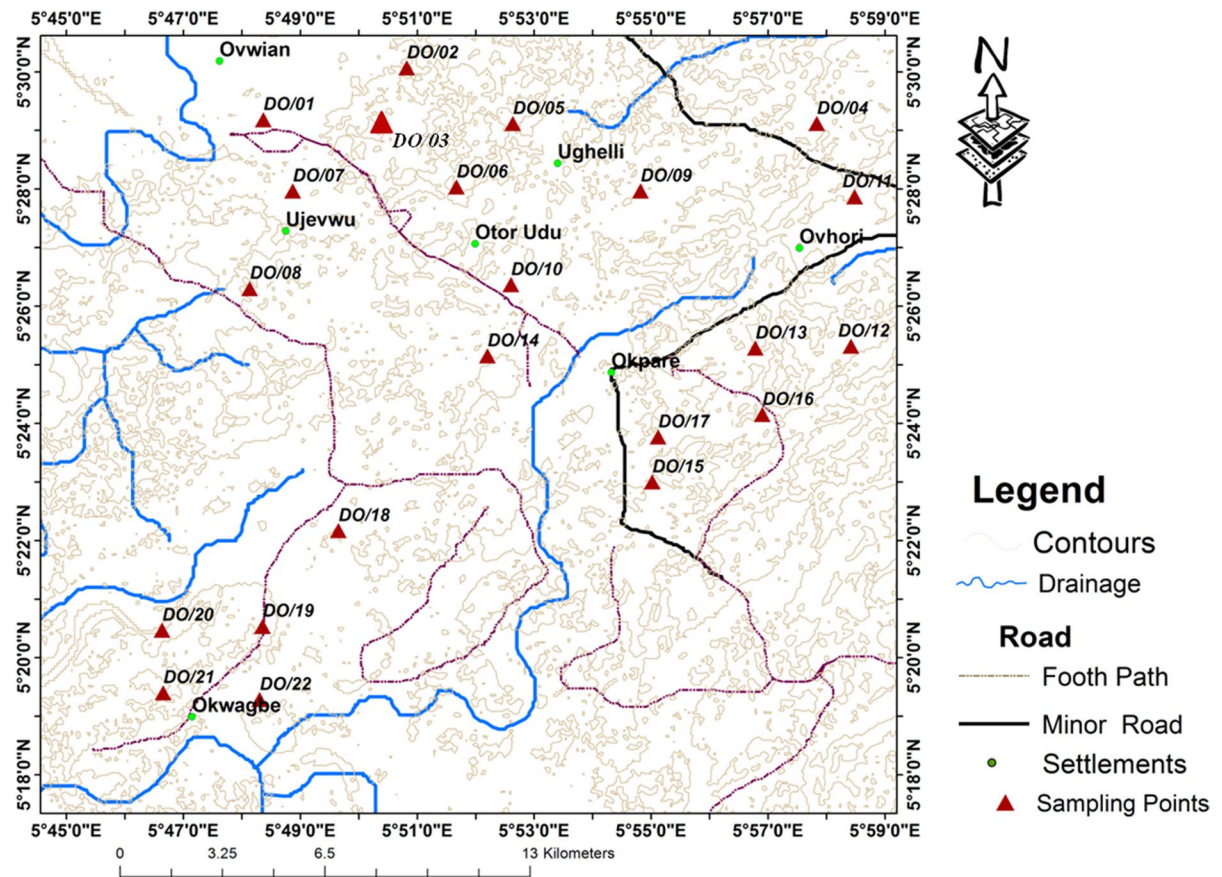 5°45'0"E 5°47'0"E 5°49'0"E 5°51'0"E 5°53'0"E 5°55'0"E 5°57'0"E 5°59'0"E
N
Ovwian
DO/02
5°30'0"N 5°30'0"N
DO/01
DO/05
DO/04
DO/03
Ughelli
5°28'0"N 5°28'0"N
DO/07
DO/06
DO/09
DO/11
Ujevwu
Otor Udu
Ovhori
DO/08
DO/10
5°26'0"N 5°26'0"N
DO/14
DO/13
DO/12
Okpare
5°24'0"N 5°24'0"N
DO/16
DO/17
DO/15
5°22'0"N 5°22'0"N
DO/18
DO/20
DO/19
5°20'0"N 5°20'0"N
DO/21
DO/22
Okwagbe
5°18'0"N 5°18'0"N
5°45'0"E 5°47'0"E 5°49'0"E 5°51'0"E 5°53'0"E 5°55'0"E 5°57'0"E 5°59'0"E
0 3.25 6.5 13 Kilometers
Legend
Contours
Drainage
Road
Footh Path
Minor Road
Settlements
Sampling Points